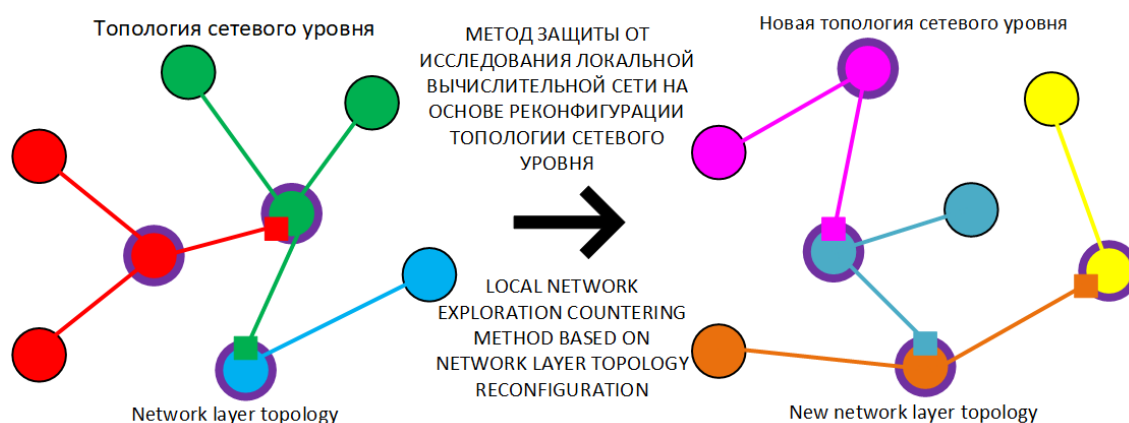 Топология сетевого уровня
МЕТОД ЗАЩИТЫ ОТ
ИССЛЕДОВАНИЯ ЛОКАЛЬНОЙ
ВЫЧИСЛИТЕЛЬНОЙ СЕТИ НА
ОСНОВЕ РЕКОНФИГУРАЦИИ
ТОПОЛОГИИ СЕТЕВОГО
УРОВНЯ
Новая топология сетевого уровня
LOCAL NETWORK
EXPLORATION COUNTERING
METHOD BASED ON
NETWORK LAYER TOPOLOGY
RECONFIGURATION
Network layer topology
New network layer topology